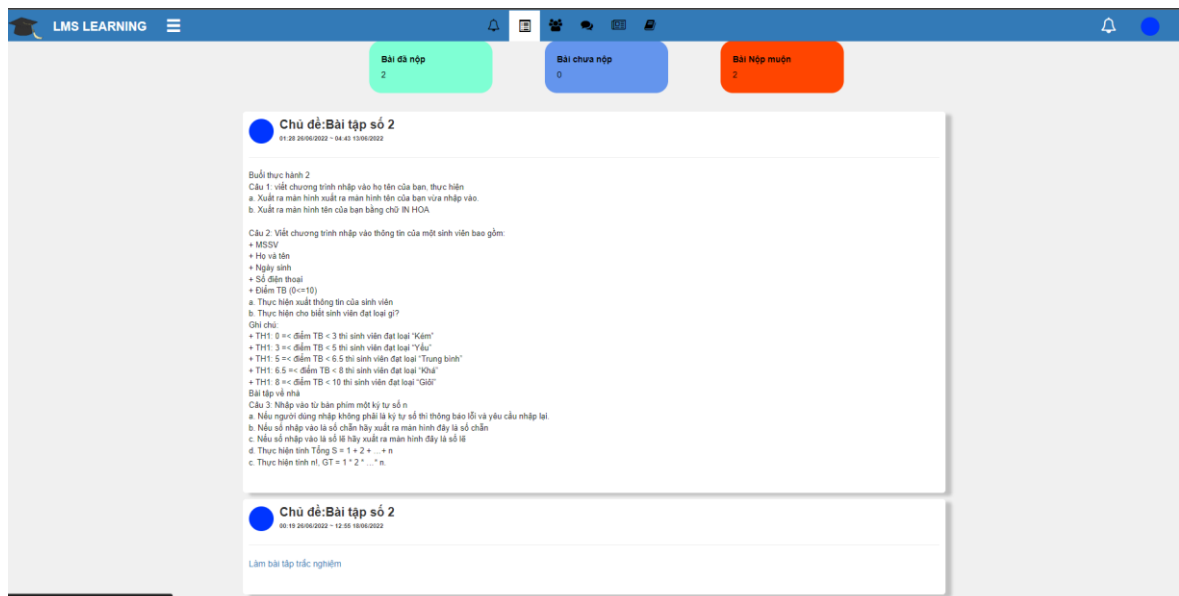 LMS LEARNING
Bài đã nộp
2
Bài chưa nộp
0
Bài Nộp muộn
2
Chủ đề:Bài tập số 2
01:28 26/06/2022 ~ 04:43 13/06/2022
Buổi thực hành 2
Câu 1: viết chương trình nhập vào họ tên của bạn, thực hiện
a. Xuất ra màn hình xuất ra màn hình tên của bạn vừa nhập vào.
b. Xuất ra màn hình tên của bạn bằng chữ IN HOA
Câu 2: Viết chương trình nhập vào thông tin của một sinh viên bao gồm:
+ MSSV
+ Họ và tên
+ Ngày sinh
+ Số điện thoại
+ Điểm TB (0<=10)
a. Thực hiện xuất thông tin của sinh viên
b. Thực hiện cho biết sinh viên đạt loại gì?
Ghi chú:
+ TH1: 0 =< điểm TB < 3 thì sinh viên đạt loại “Kém”
+ TH1: 3 =< điểm TB < 5 thì sinh viên đạt loại “Yếu”
+ TH1: 5 =< điểm TB < 6.5 thì sinh viên đạt loại “Trung bình”
+ TH1: 6.5 =< điểm TB < 8 thì sinh viên đạt loại “Khá”
+ TH1: 8 =< điểm TB < 10 thì sinh viên đạt loại “Giỏi”
Bài tập về nhà
Câu 3: Nhập vào từ bàn phím một ký tự số n
a. Nếu người dùng nhập không phải là ký tự số thì thông báo lỗi và yêu cầu nhập lại.
b. Nếu số nhập vào là số chẵn hãy xuất ra màn hình đây là số chẵn
c. Nếu số nhập vào là số lẽ hãy xuất ra màn hình đây là số lẽ
d. Thực hiện tính Tổng S = 1 + 2 + …+ n
c. Thực hiện tính n!, GT = 1 * 2 * …* n.
Chủ đề:Bài tập số 2
00:19 26/06/2022 ~ 12:55 18/06/2022
Làm bài tập trắc nghiệm